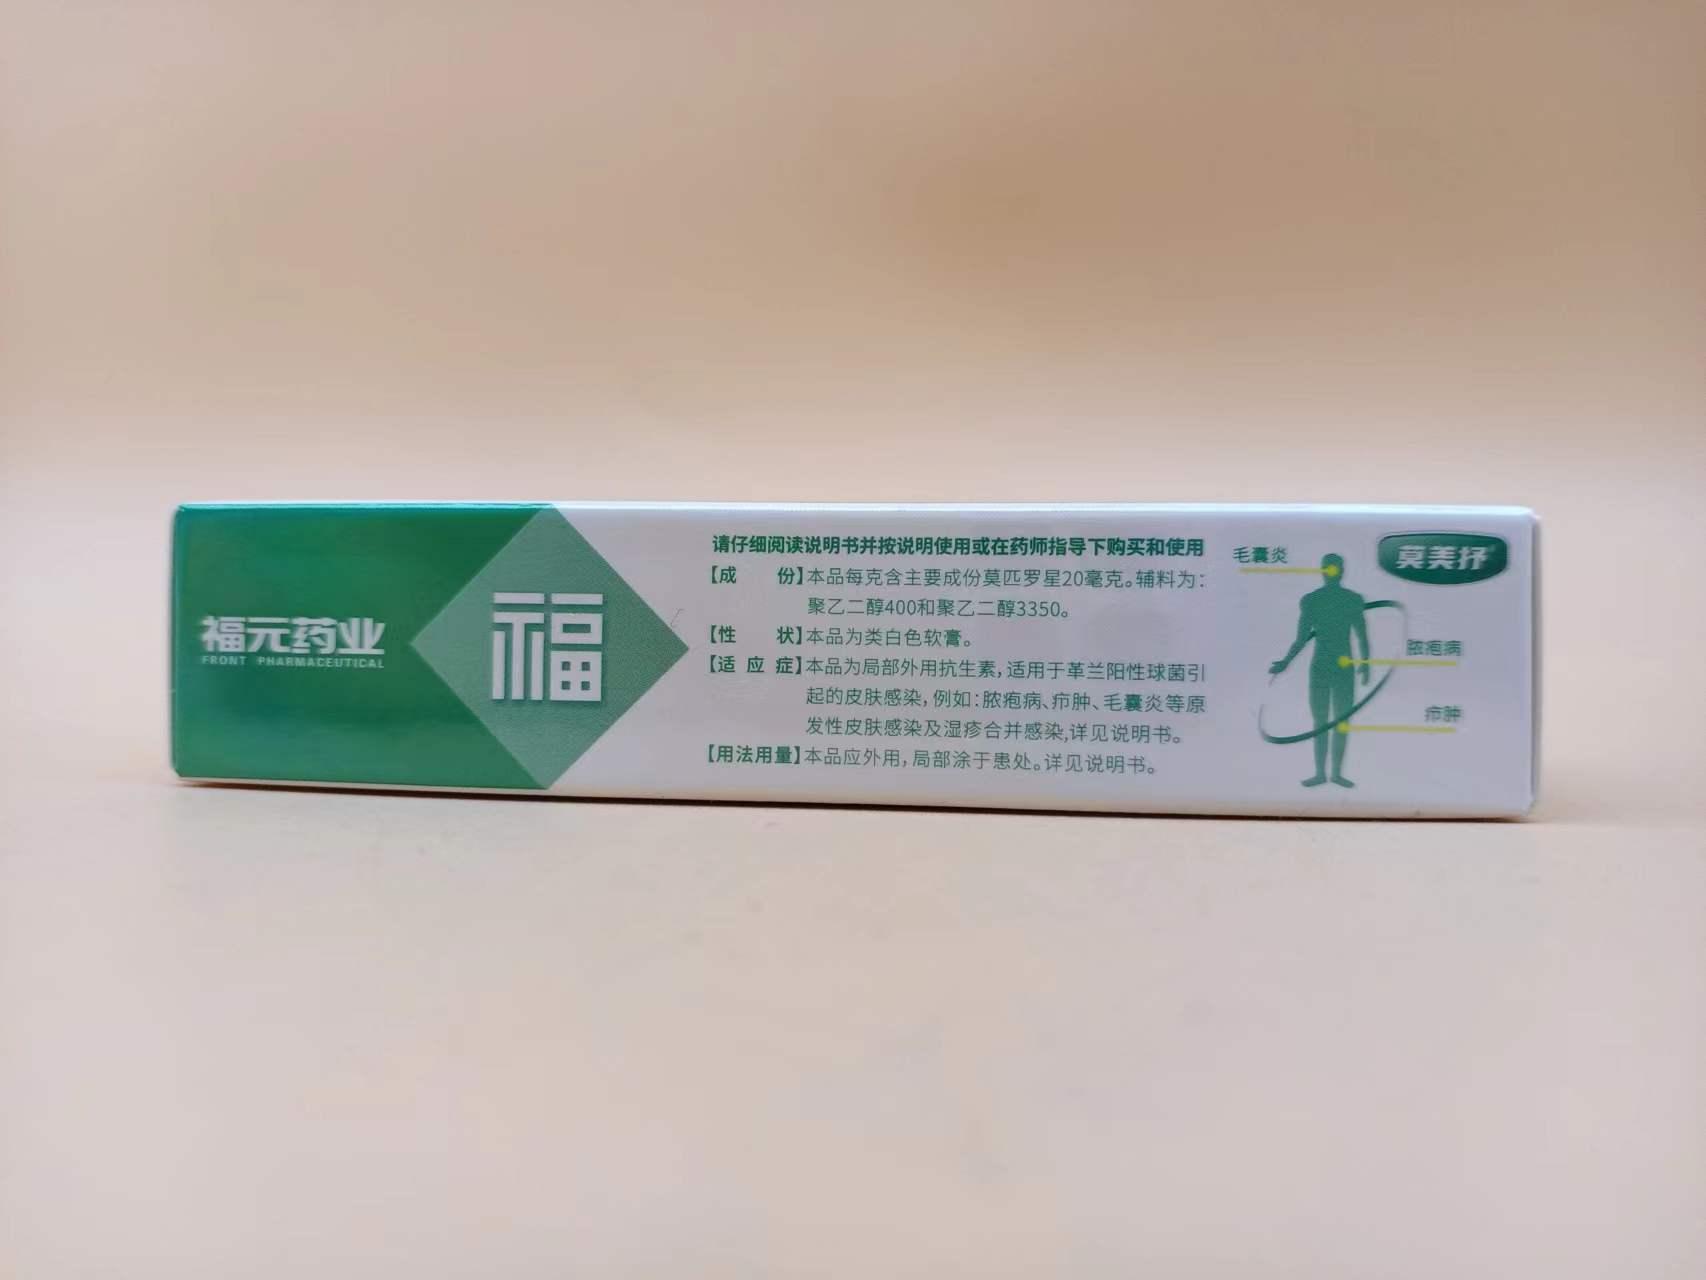 福元药业
FRONT PHARMACEUTICAL
福
请仔细阅读说明书并按说明使用或在药师指导下购买和使用
【成 份】本品每克含主要成份莫匹罗星20毫克。辅料为：
聚乙二醇400和聚乙二醇3350。
【性 状】本品为类白色软膏。
【适 应 症】本品为局部外用抗生素，适用于革兰阳性球菌引
起的皮肤感染，例如：脓疱病、疖肿、毛囊炎等原
发性皮肤感染及湿疹合并感染，详见说明书。
【用法用量】本品应外用，局部涂于患处。详见说明书。
毛囊炎
莫美抒
脓疱病
疖肿